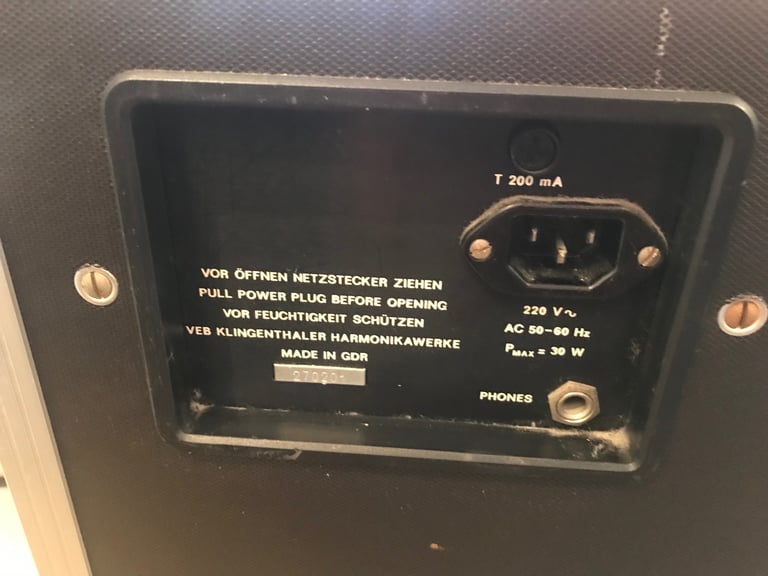 T 200 mA
VOR ÖFFNEN NETZSTECKER ZIEHEN
PULL POWER PLUG BEFORE OPENING
VOR FEUCHTIGKEIT SCHÜTZEN
VEB KLINGENTHALER HARMONIKAWERKE
MADE IN GDR
220 V~
AC 50-60 Hz
PMAX = 30 W
PHONES